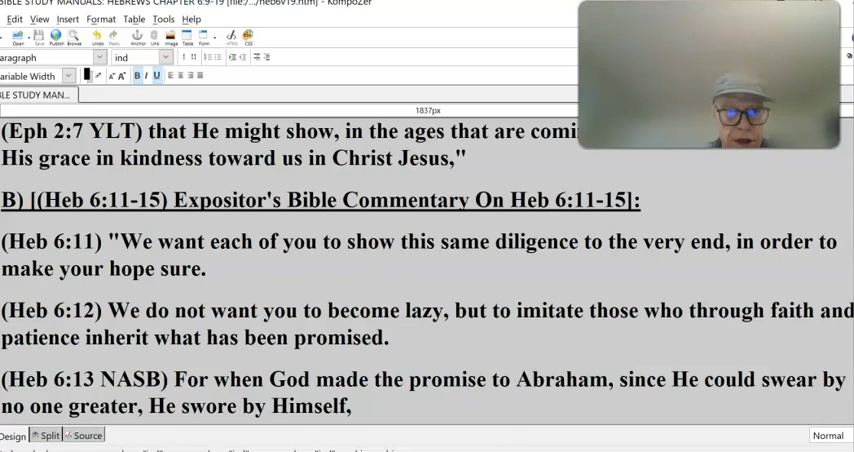 BIBLE STUDY MANUALS: HEBREWS CHAPTER 6:9-19 [file:/.../heb6v19.htm] - KompoZer
Edit View Insert Format Table Tools Help
Open Save Publish Browse Undo Redo Anchor Link Image Table Form HTML CSS
aragraph ind
ariable Width B I U
BLE STUDY MAN...
1837px
(Eph 2:7 YLT) that He might show, in the ages that are comi
His grace in kindness toward us in Christ Jesus,"
B) [(Heb 6:11-15) Expositor's Bible Commentary On Heb 6:11-15]:
(Heb 6:11) "We want each of you to show this same diligence to the very end, in order to
make your hope sure.
(Heb 6:12) We do not want you to become lazy, but to imitate those who through faith and
patience inherit what has been promised.
(Heb 6:13 NASB) For when God made the promise to Abraham, since He could swear by
no one greater, He swore by Himself,
Design Split Source
Normal